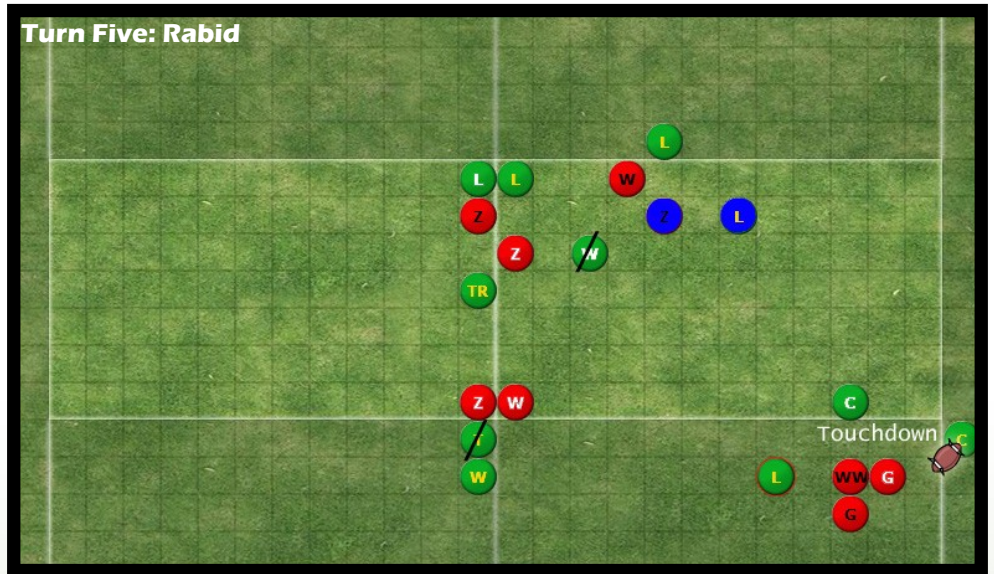 Turn Five: Rabid
L
L L W
Z Z L
Z W
TR
Z W C
Touchdown C
T
W L WW G
G